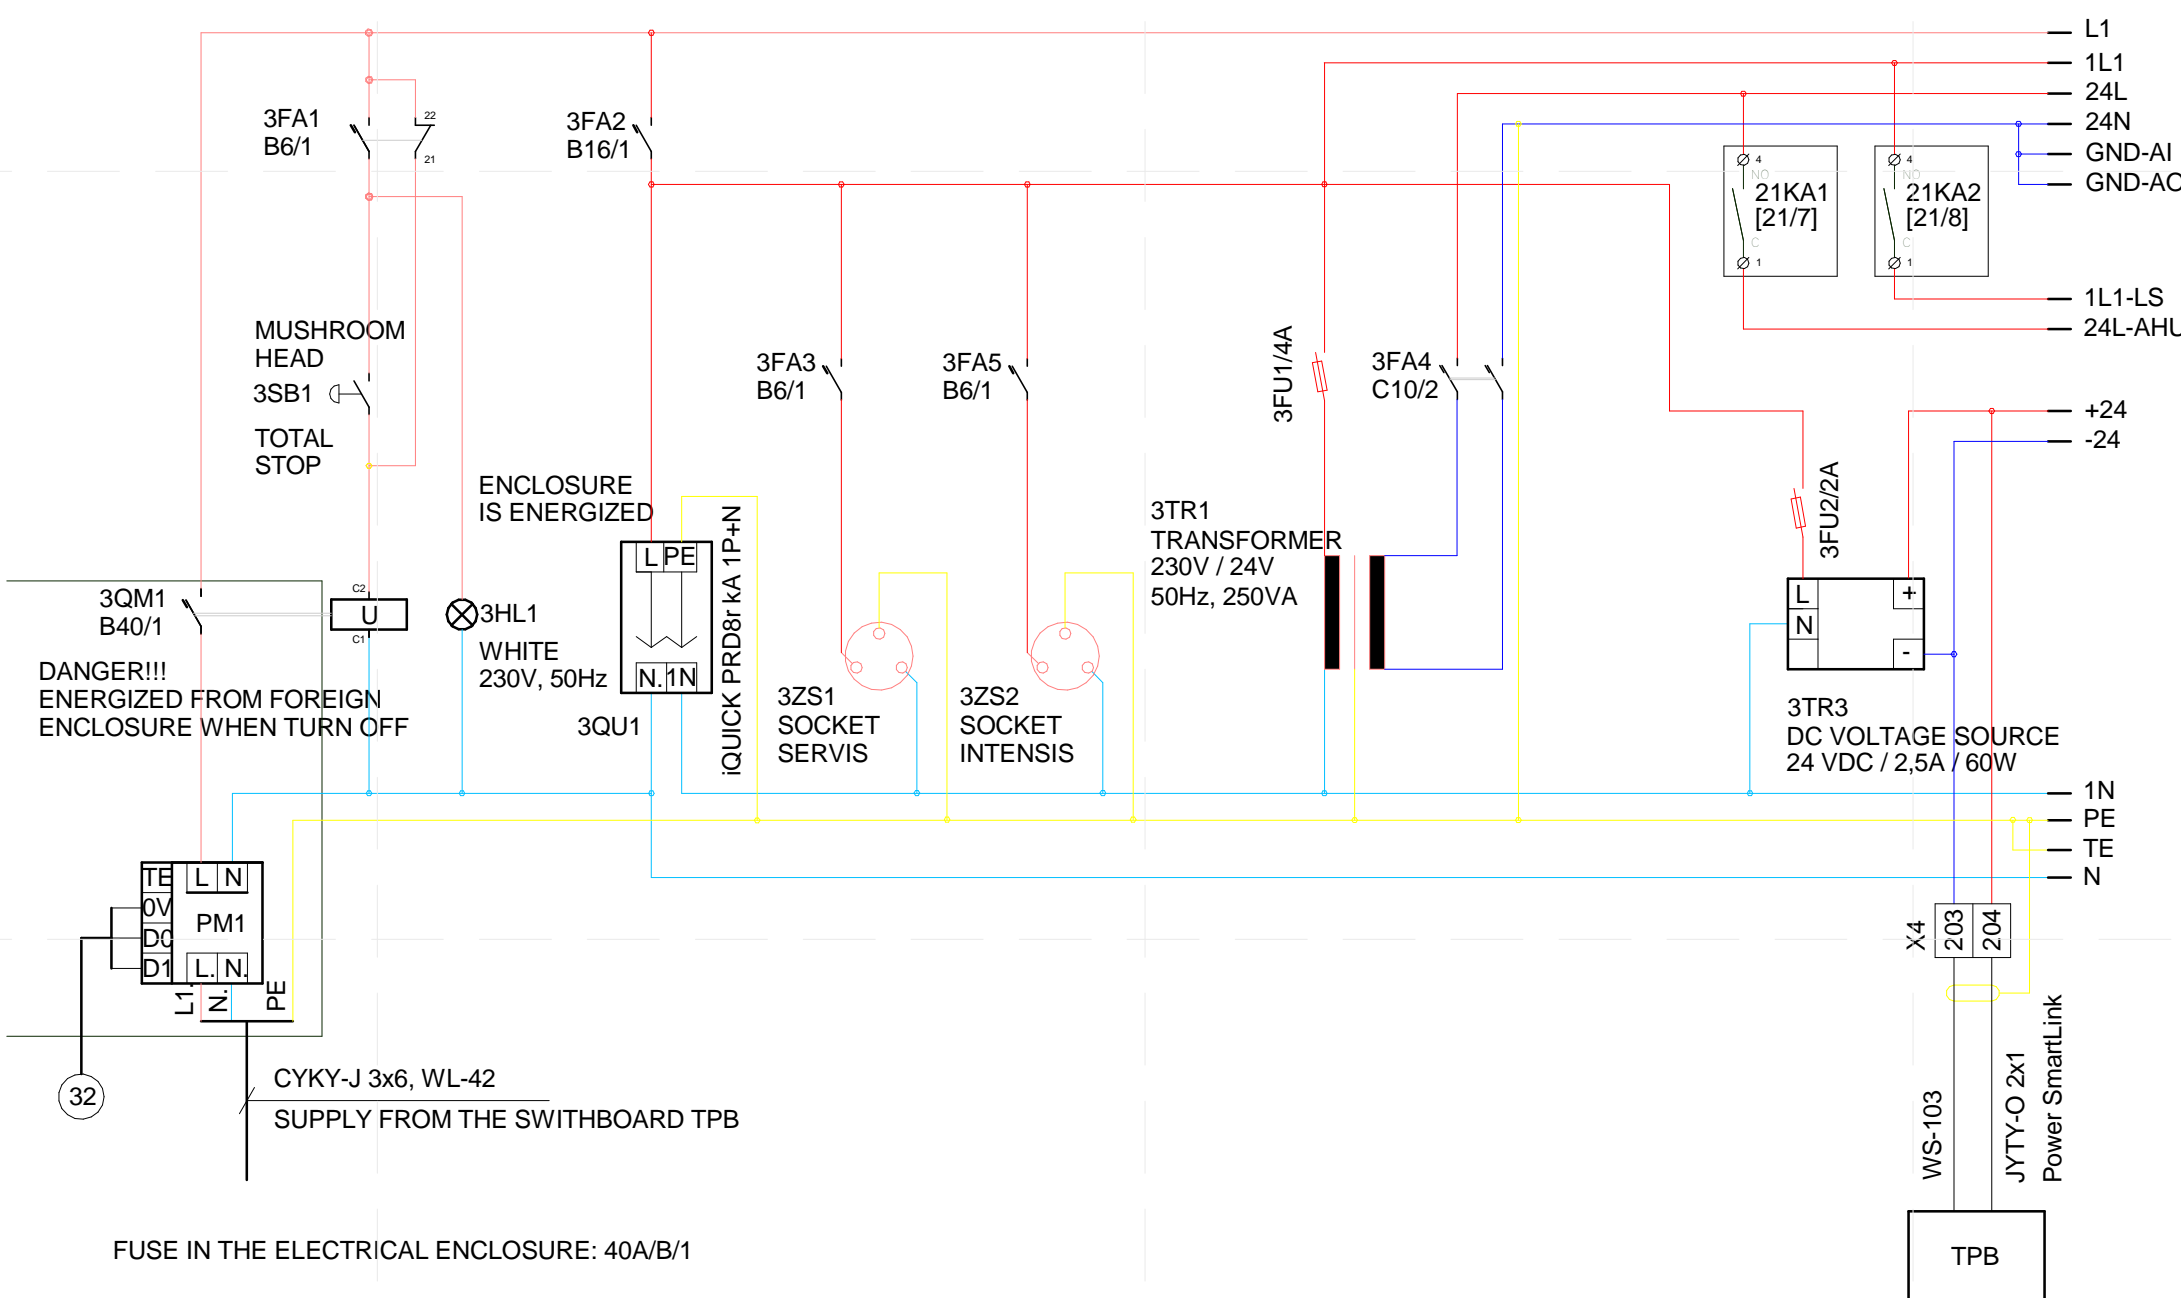 L1
1L1
24L
24N
GND-AI
GND-AO
3FA1
B6/1
22
21
3FA2
B16/1
4
NO
21KA1
[21/7]
C
1
4
NO
21KA2
[21/8]
C
1
1L1-LS
24L-AHU
MUSHROOM
HEAD
3SB1
TOTAL
STOP
3FA3
B6/1
3FA5
B6/1
3FU1/4A
3FA4
C10/2
+24
-24
ENCLOSURE
IS ENERGIZED
3FU2/2A
3TR1
TRANSFORMER
230V / 24V
50Hz, 250VA
L PE
N. 1N
3QU1
iQUICK PRD8r kA 1P+N
3QM1
B40/1
C2
U
C1
3HL1
WHITE
230V, 50Hz
DANGER!!!
ENERGIZED FROM FOREIGN
ENCLOSURE WHEN TURN OFF
3ZS1
SOCKET
SERVIS
3ZS2
SOCKET
INTENSIS
L +
N
-
3TR3
DC VOLTAGE SOURCE
24 VDC / 2,5A / 60W
1N
PE
TE
N
TE L N
0V
PM1
D0
D1 L. N.
L1.
N.
PE
X4
203
204
32
CYKY-J 3x6, WL-42
SUPPLY FROM THE SWITHBOARD TPB
WS-103
JYTY-O 2x1
Power SmartLink
TPB
FUSE IN THE ELECTRICAL ENCLOSURE: 40A/B/1